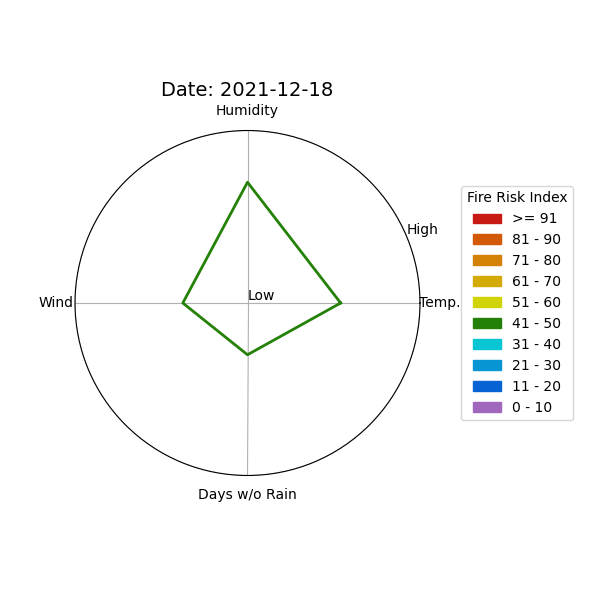 Date: 2021-12-18
Humidity
High
Low
Wind
Temp.
Days w/o Rain
Fire Risk Index
>= 91
81 - 90
71 - 80
61 - 70
51 - 60
41 - 50
31 - 40
21 - 30
11 - 20
0 - 10